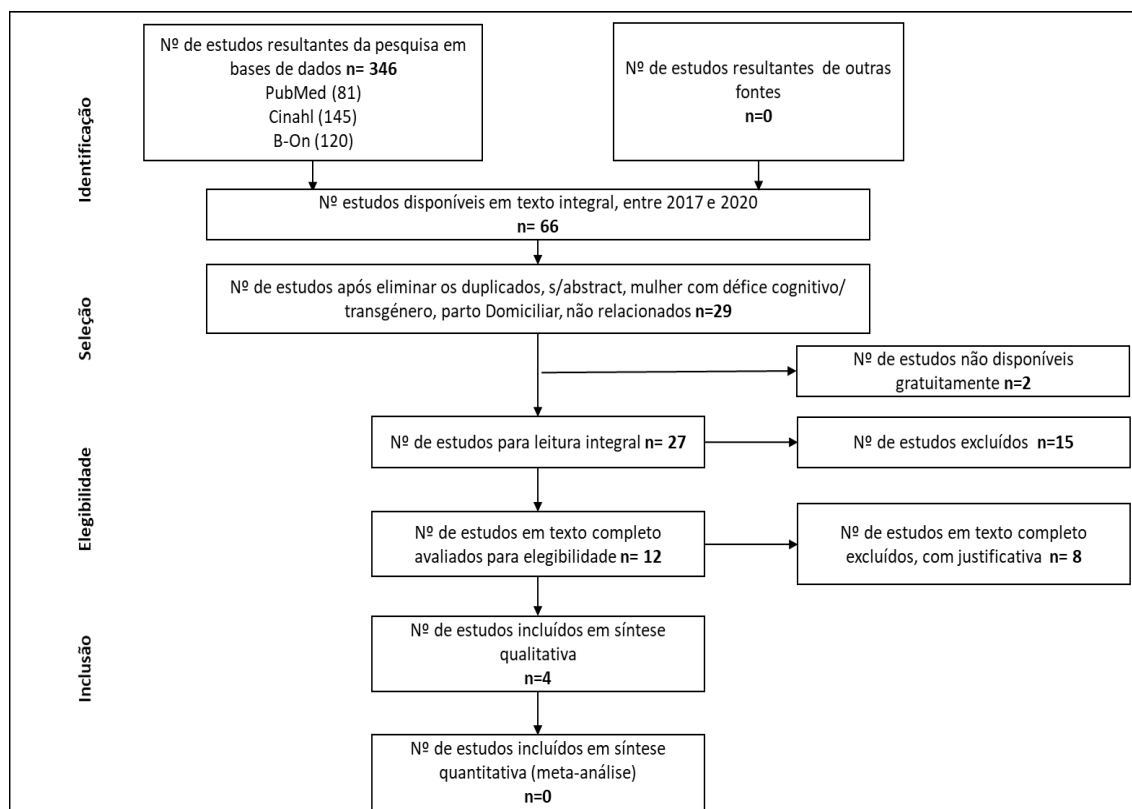 Identificação
Nº de estudos resultantes da pesquisa em
bases de dados n= 346
PubMed (81)
Cinahl (145)
B-On (120)
Nº de estudos resultantes de outras
fontes
n=0
Nº estudos disponíveis em texto integral, entre 2017 e 2020
n= 66
Seleção
Nº de estudos após eliminar os duplicados, s/abstract, mulher com défice cognitivo/
transgénero, parto Domiciliar, não relacionados n=29
Nº de estudos não disponíveis
gratuitamente n=2
Elegibilidade
Nº de estudos para leitura integral n= 27
Nº de estudos excluídos n=15
Nº de estudos em texto completo
avaliados para elegibilidade n= 12
Nº de estudos em texto completo
excluídos, com justificativa n= 8
Inclusão
Nº de estudos incluídos em síntese
qualitativa
n=4
Nº de estudos incluídos em síntese
quantitativa (meta-análise)
n=0